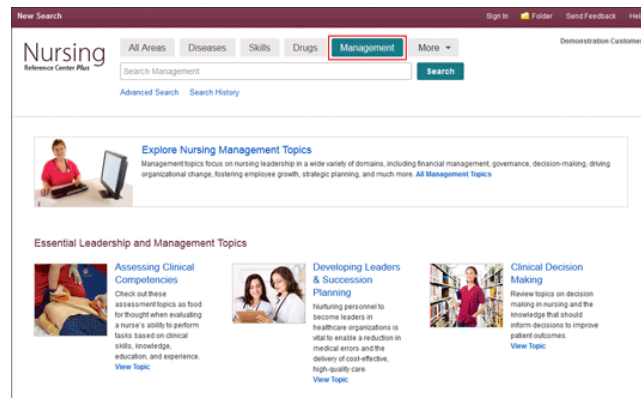 New Search
Sign In Folder Send Feedback Hel
Nursing
Reference Center Plus
All Areas Diseases Skills Drugs Management More
Demonstration Customer
Search Management Search
Advanced Search Search History
Explore Nursing Management Topics
Management topics focus on nursing leadership in a wide variety of domains, including financial management, governance, decision-making, driving
organizational change, fostering employee growth, strategic planning, and much more. All Management Topics
Essential Leadership and Management Topics
Assessing Clinical
Competencies
Check out these
assessment topics as food
for thought when evaluating
a nurse's ability to perform
tasks based on clinical
skills, knowledge,
education, and experience.
View Topic
Developing Leaders
& Succession
Planning
Nurturing personnel to
become leaders in
healthcare organizations is
vital to enable a reduction in
medical errors and the
delivery of cost-effective,
high-quality care.
View Topic
Clinical Decision
Making
Review topics on decision
making in nursing and the
knowledge that should
inform decisions to improve
patient outcomes.
View Topic